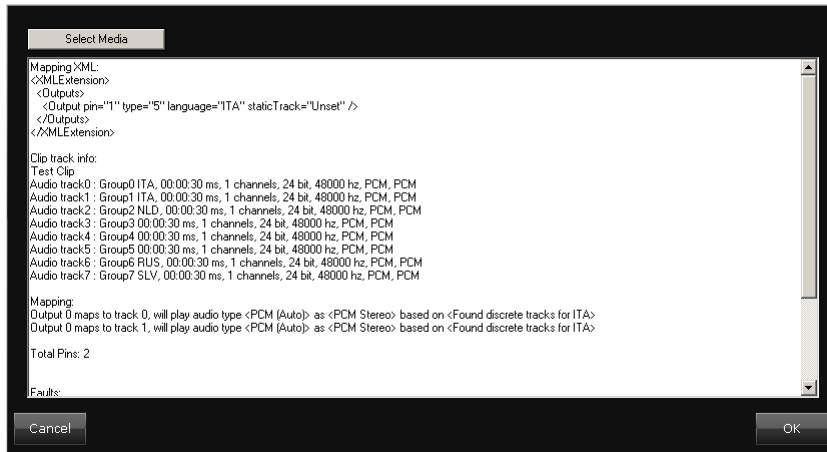 Select Media
Mapping XML:
<XMLExtension>
<Outputs>
<Output pin="1" type="5" language="ITA" staticTrack="Unset" />
</Outputs>
</XMLExtension>
Clip track info:
Test Clip
Audio track0 : Group0 ITA, 00:00:30 ms, 1 channels, 24 bit, 48000 hz, PCM, PCM
Audio track1 : Group1 ITA, 00:00:30 ms, 1 channels, 24 bit, 48000 hz, PCM, PCM
Audio track2 : Group2 NLD, 00:00:30 ms, 1 channels, 24 bit, 48000 hz, PCM, PCM
Audio track3 : Group3 00:00:30 ms, 1 channels, 24 bit, 48000 hz, PCM, PCM
Audio track4 : Group4 00:00:30 ms, 1 channels, 24 bit, 48000 hz, PCM, PCM
Audio track5 : Group5 00:00:30 ms, 1 channels, 24 bit, 48000 hz, PCM, PCM
Audio track6 : Group6 RUS, 00:00:30 ms, 1 channels, 24 bit, 48000 hz, PCM, PCM
Audio track7 : Group7 SLV, 00:00:30 ms, 1 channels, 24 bit, 48000 hz, PCM, PCM
Mapping:
Output 0 maps to track 0, will play audio type <PCM (Auto)> as <PCM Stereo> based on <Found discrete tracks for ITA>
Output 0 maps to track 1, will play audio type <PCM (Auto)> as <PCM Stereo> based on <Found discrete tracks for ITA>
Total Pins: 2
Faults:
Cancel
OK